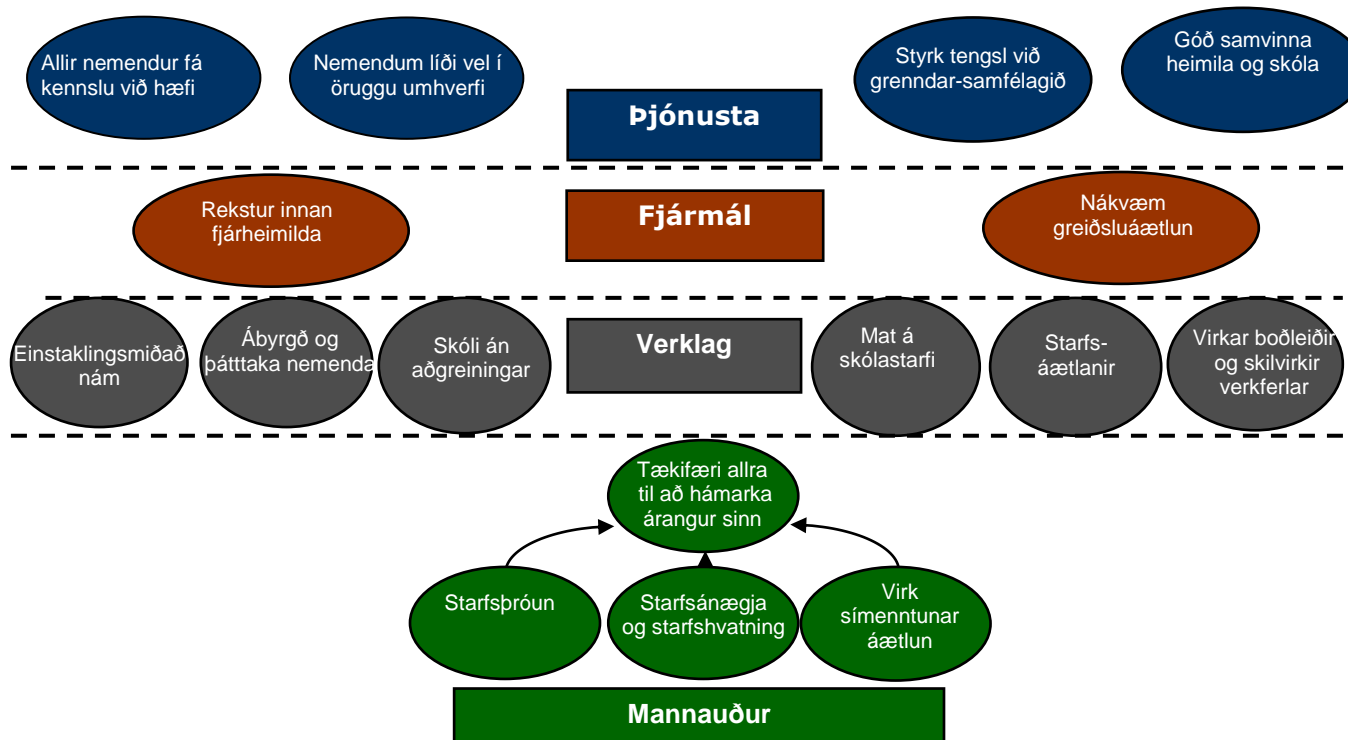 Allir nemendur fá
kennslu við hæfi
Nemendum líði vel í
öruggu umhverfi
Þjónusta
Styrk tengsl við
grenndar-samfélagið
Góð samvinna
heimila og skóla
Rekstur innan
fjárheimilda
Fjármál
Nákvæm
greiðsluáætlun
Einstaklingsmiðað
nám
Ábyrgð og
þátttaka nemenda
Skóli án
aðgreiningar
Verklag
Mat á
skólastarfi
Starfs-
áætlanir
Virkar boðleiðir
og skilvirkir
verkferlar
Tækifæri allra
til að hámarka
árangur sinn
Starfsþróun
Starfsánægja
og starfshvatning
Virk
símenntunar
áætlun
Mannauður